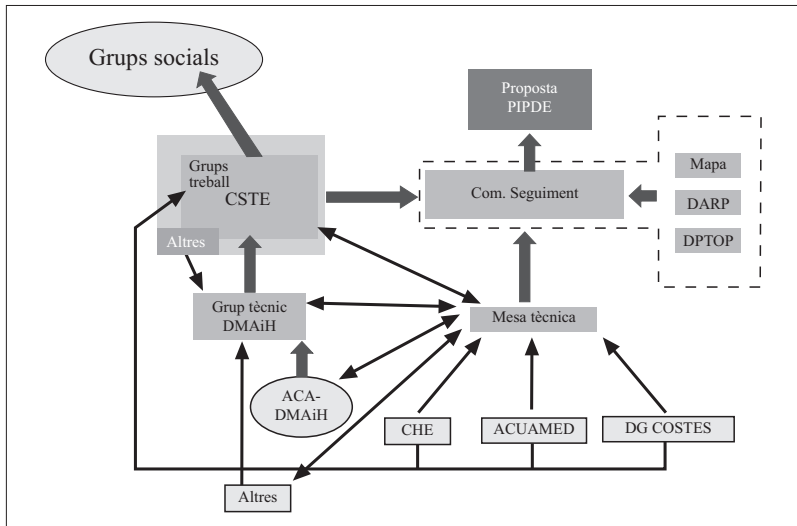 Grups socials
Proposta
PIPDE
Grups
treball
CSTE
Altres
Com. Seguiment
Mapa
DARP
DPTOP
Grup tècnic
DMAiH
Mesa tècnica
ACA-
DMAiH
CHE
ACUAMED
DG COSTES
Altres